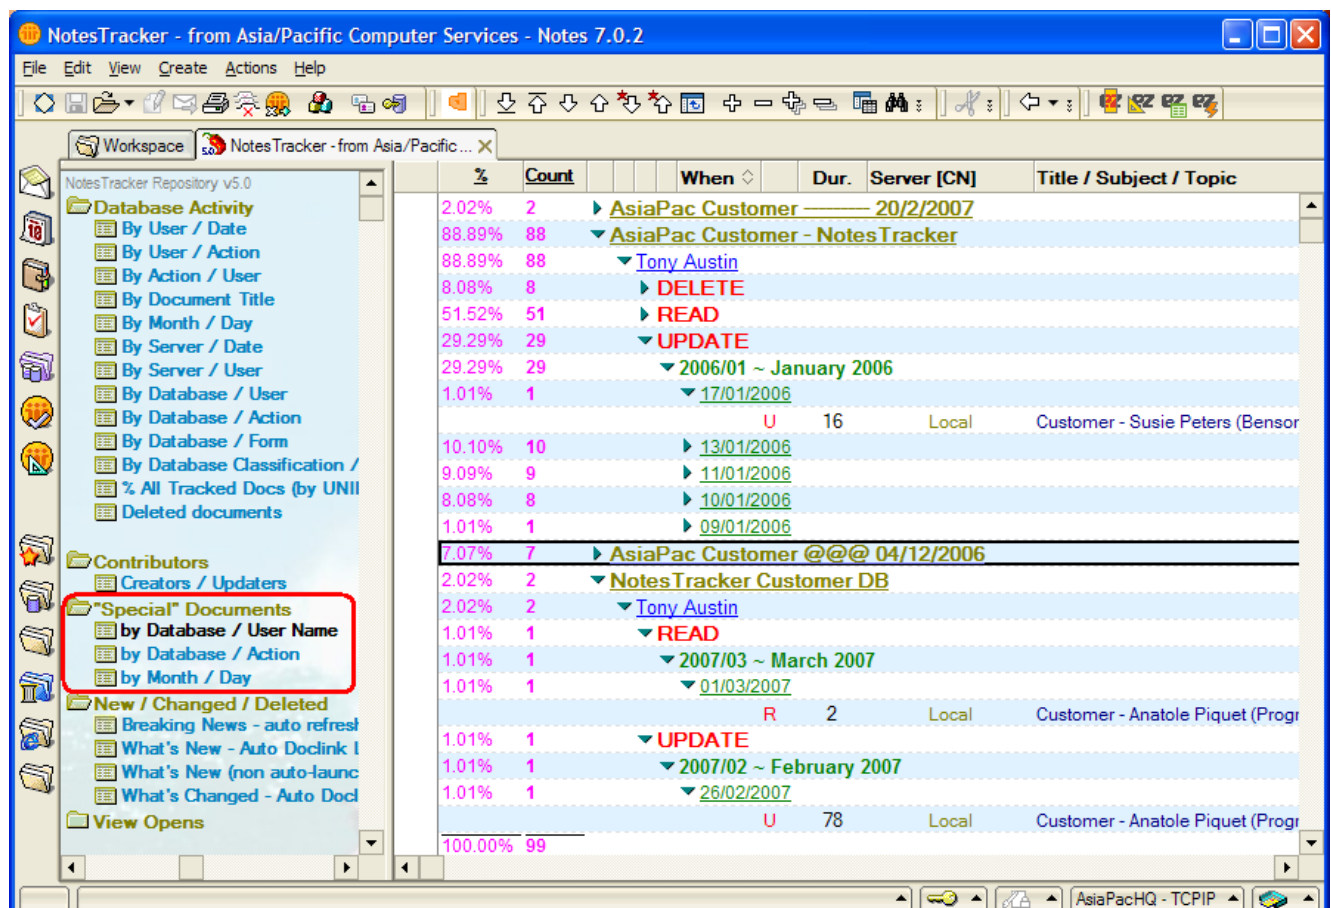 NotesTracker - from Asia/Pacific Computer Services - Notes 7.0.2
File Edit View Create Actions Help
Workspace NotesTracker - from Asia/Pacific ...
NotesTracker Repository v5.0
Database Activity
By User / Date
By User / Action
By Action / User
By Document Title
By Month / Day
By Server / Date
By Server / User
By Database / User
By Database / Action
By Database / Form
By Database Classification /
% All Tracked Docs (by UNI
Deleted documents
Contributors
Creators / Updaters
"Special" Documents
by Database / User Name
by Database / Action
by Month / Day
New / Changed / Deleted
Breaking News - auto refresh
What's New - Auto Doclink L
What's New (non auto-launc
What's Changed - Auto Docl
View Opens
% Count When Dur. Server [CN] Title / Subject / Topic
2.02% 2 AsiaPac Customer ---------- 20/2/2007
88.89% 88 AsiaPac Customer - NotesTracker
88.89% 88 Tony Austin
8.08% 8 DELETE
51.52% 51 READ
29.29% 29 UPDATE
29.29% 29 2006/01 ~ January 2006
1.01% 1 17/01/2006
U 16 Local Customer - Susie Peters (Benson
10.10% 10 13/01/2006
9.09% 9 11/01/2006
8.08% 8 10/01/2006
1.01% 1 09/01/2006
7.07% 7 AsiaPac Customer @@@ 04/12/2006
2.02% 2 NotesTracker Customer DB
2.02% 2 Tony Austin
1.01% 1 READ
1.01% 1 2007/03 ~ March 2007
1.01% 1 01/03/2007
R 2 Local Customer - Anatole Piquet (Progr
1.01% 1 UPDATE
1.01% 1 2007/02 ~ February 2007
1.01% 1 26/02/2007
U 78 Local Customer - Anatole Piquet (Progr
100.00% 99
AsiaPacHQ - TCPIP